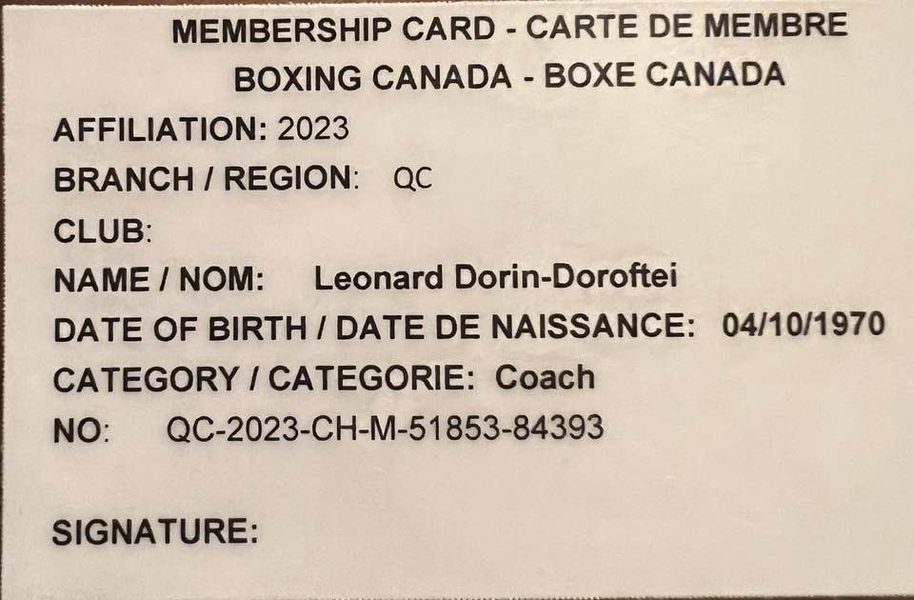 MEMBERSHIP CARD - CARTE DE MEMBRE
BOXING CANADA - BOXE CANADA
AFFILIATION: 2023
BRANCH / REGION: QC
CLUB:
NAME / NOM: Leonard Dorin-Doroftei
DATE OF BIRTH / DATE DE NAISSANCE: 04/10/1970
CATEGORY / CATEGORIE: Coach
NO: QC-2023-CH-M-51853-84393
SIGNATURE: